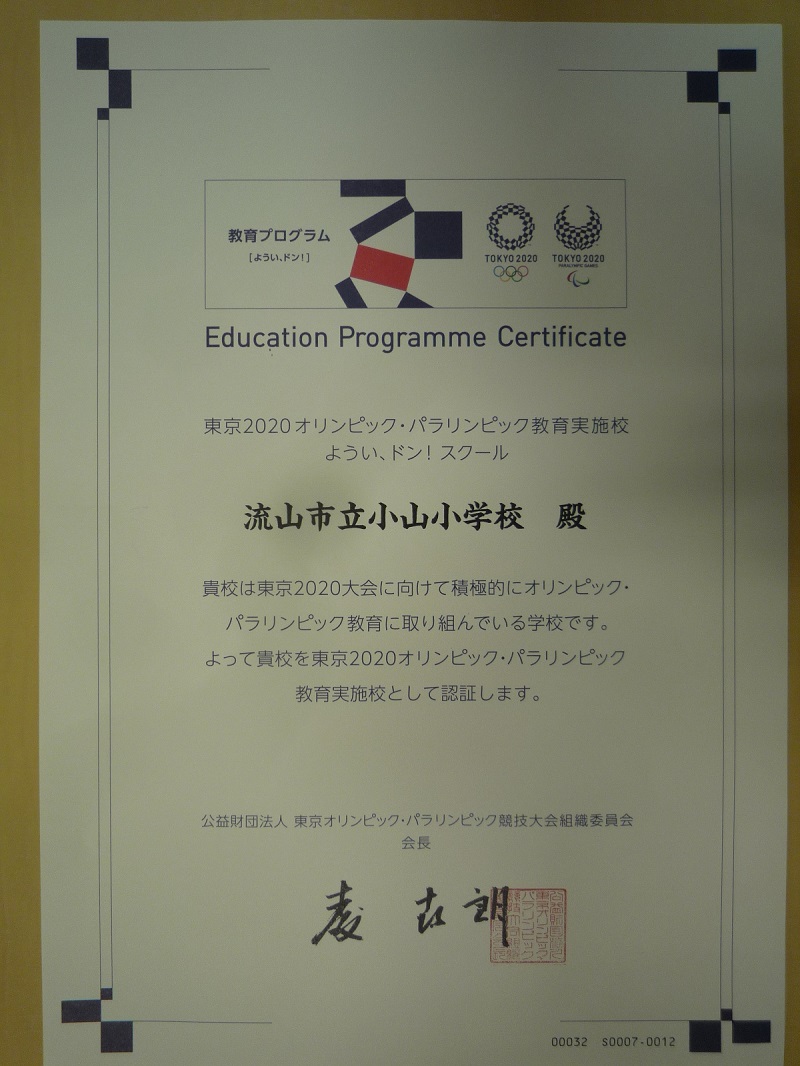 教育プログラム
[ようい、ドン!]
TOKYO 2020
TOKYO 2020
PARALYMPIC GAMES
Education Programme Certificate
東京2020オリンピック・パラリンピック教育実施校
ようい、ドン! スクール
流山市立小山小学校 殿
貴校は東京2020大会に向けて積極的にオリンピック・
パラリンピック教育に取り組んでいる学校です。
よって貴校を東京2020オリンピック・パラリンピック
教育実施校として認証します。
公益財団法人 東京オリンピック・パラリンピック競技大会組織委員会
会長
00032 S0007-0012